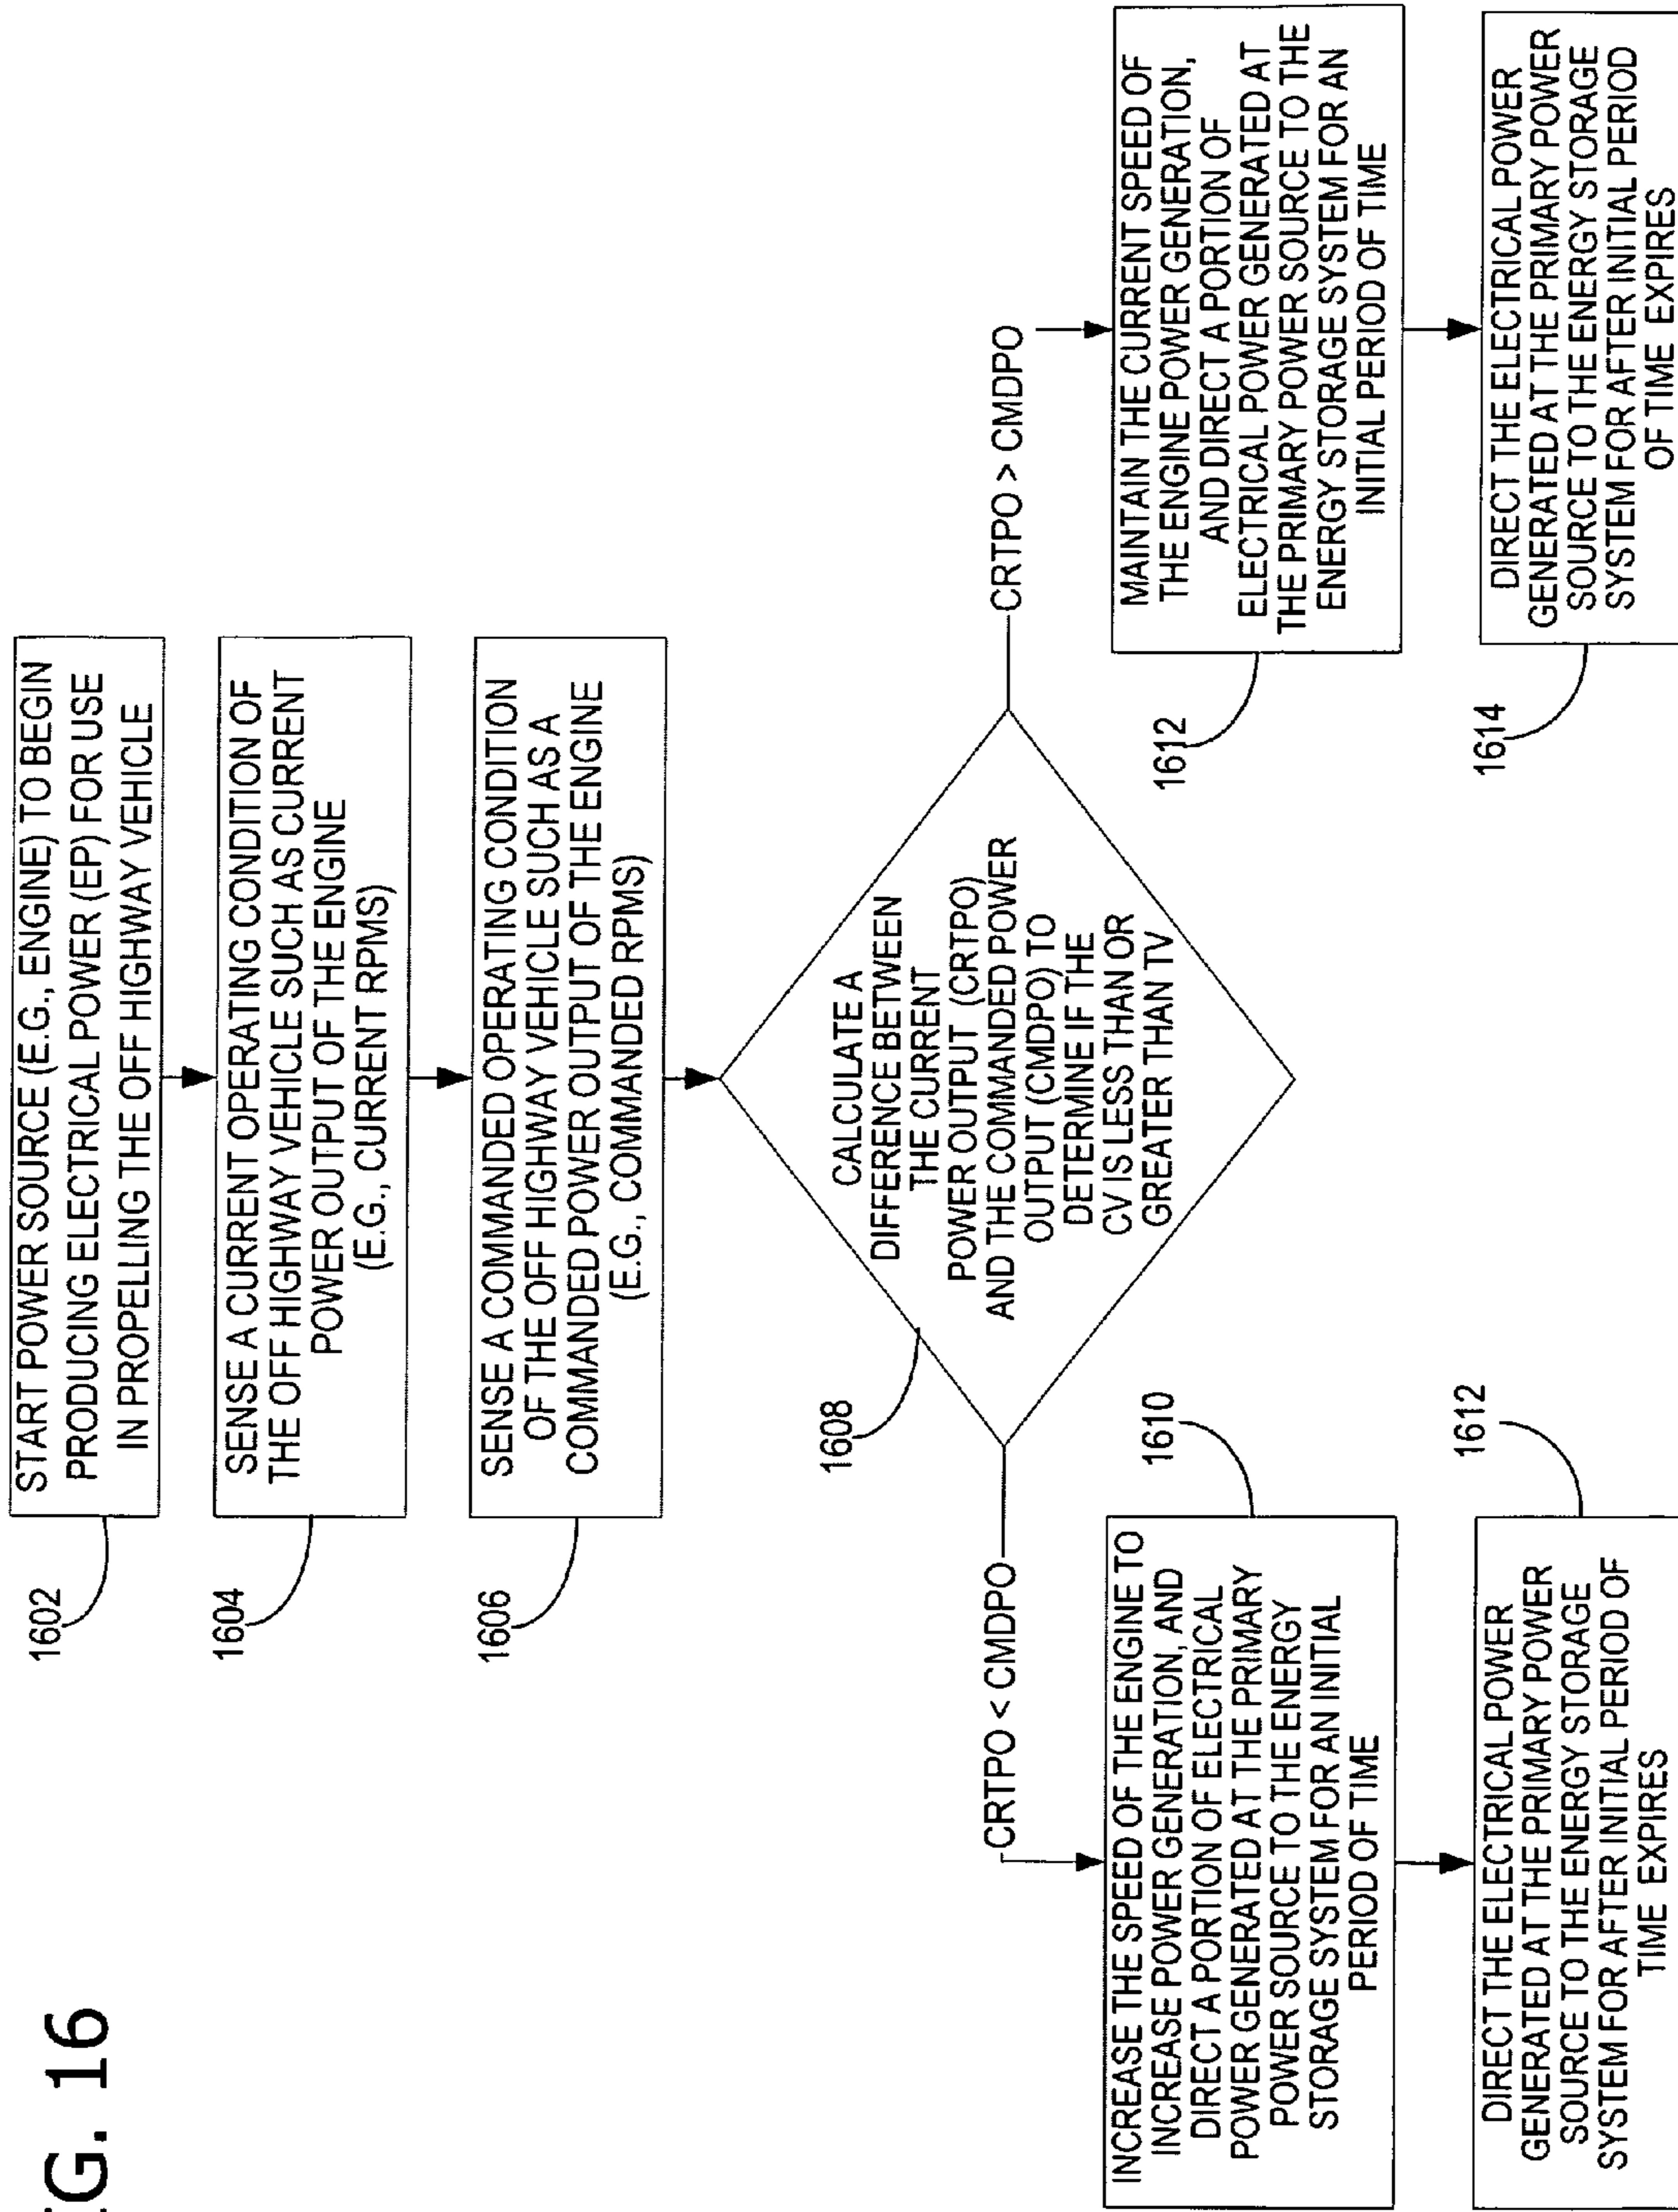 IG. 16
1602
START POWER SOURCE (E.G., ENGINE) TO BEGIN
PRODUCING ELECTRICAL POWER (EP) FOR USE
IN PROPELLING THE OFF HIGHWAY VEHICLE
1604
SENSE A CURRENT OPERATING CONDITION OF
THE OFF HIGHWAY VEHICLE SUCH AS CURRENT
POWER OUTPUT OF THE ENGINE
(E.G., CURRENT RPMS)
1606
SENSE A COMMANDED OPERATING CONDITION
OF THE OFF HIGHWAY VEHICLE SUCH AS A
COMMANDED POWER OUTPUT OF THE ENGINE
(E.G., COMMANDED RPMS)
1608
CALCULATE A
DIFFERENCE BETWEEN
THE CURRENT
POWER OUTPUT (CRTPO)
AND THE COMMANDED POWER
OUTPUT (CMDPO) TO
DETERMINE IF THE
CV IS LESS THAN OR
GREATER THAN TV
CRTPO < CMDPO
1610
INCREASE THE SPEED OF THE ENGINE TO
INCREASE POWER GENERATION, AND
DIRECT A PORTION OF ELECTRICAL
POWER GENERATED AT THE PRIMARY
POWER SOURCE TO THE ENERGY
STORAGE SYSTEM FOR AN INITIAL
PERIOD OF TIME
1612
DIRECT THE ELECTRICAL POWER
GENERATED AT THE PRIMARY POWER
SOURCE TO THE ENERGY STORAGE
SYSTEM FOR AFTER INITIAL PERIOD OF
TIME EXPIRES
CRTPO > CMDPO
1612
MAINTAIN THE CURRENT SPEED OF
THE ENGINE POWER GENERATION,
AND DIRECT A PORTION OF
ELECTRICAL POWER GENERATED AT
THE PRIMARY POWER SOURCE TO THE
ENERGY STORAGE SYSTEM FOR AN
INITIAL PERIOD OF TIME
1614
DIRECT THE ELECTRICAL POWER
GENERATED AT THE PRIMARY POWER
SOURCE TO THE ENERGY STORAGE
SYSTEM FOR AFTER INITIAL PERIOD
OF TIME EXPIRES